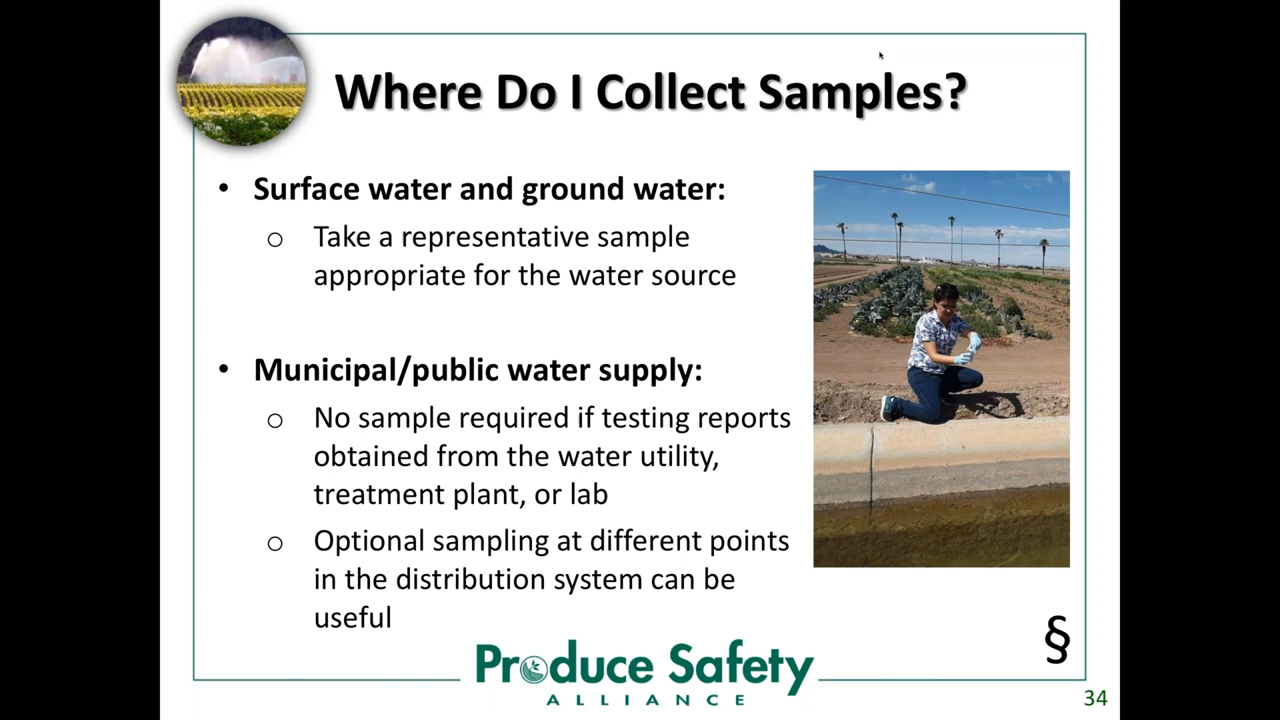 Where Do I Collect Samples?
• Surface water and ground water:
o Take a representative sample
appropriate for the water source
• Municipal/public water supply:
o No sample required if testing reports
obtained from the water utility,
treatment plant, or lab
o Optional sampling at different points
in the distribution system can be
useful
§
Produce Safety
ALLIANCE
34